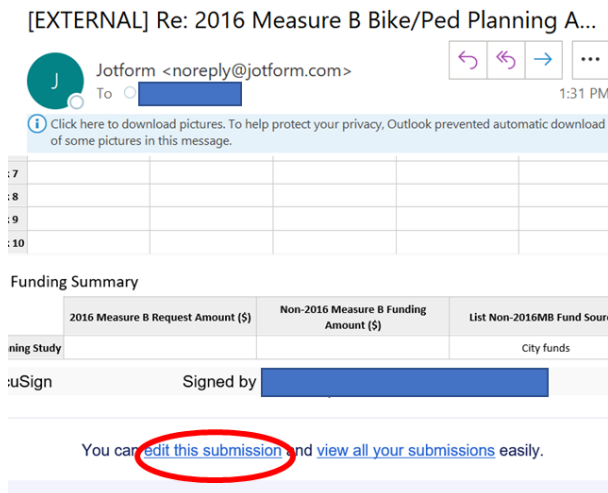 [EXTERNAL] Re: 2016 Measure B Bike/Ped Planning A...
J
Jotform <noreply@jotform.com>
To
1:31 PM
Click here to download pictures. To help protect your privacy, Outlook prevented automatic download
of some pictures in this message.
: 7
: 8
: 9
: 10
Funding Summary
2016 Measure B Request Amount ($)
Non-2016 Measure B Funding
Amount ($)
List Non-2016MB Fund Sour
ning Study
City funds
cuSign
Signed by
You can edit this submission and view all your submissions easily.